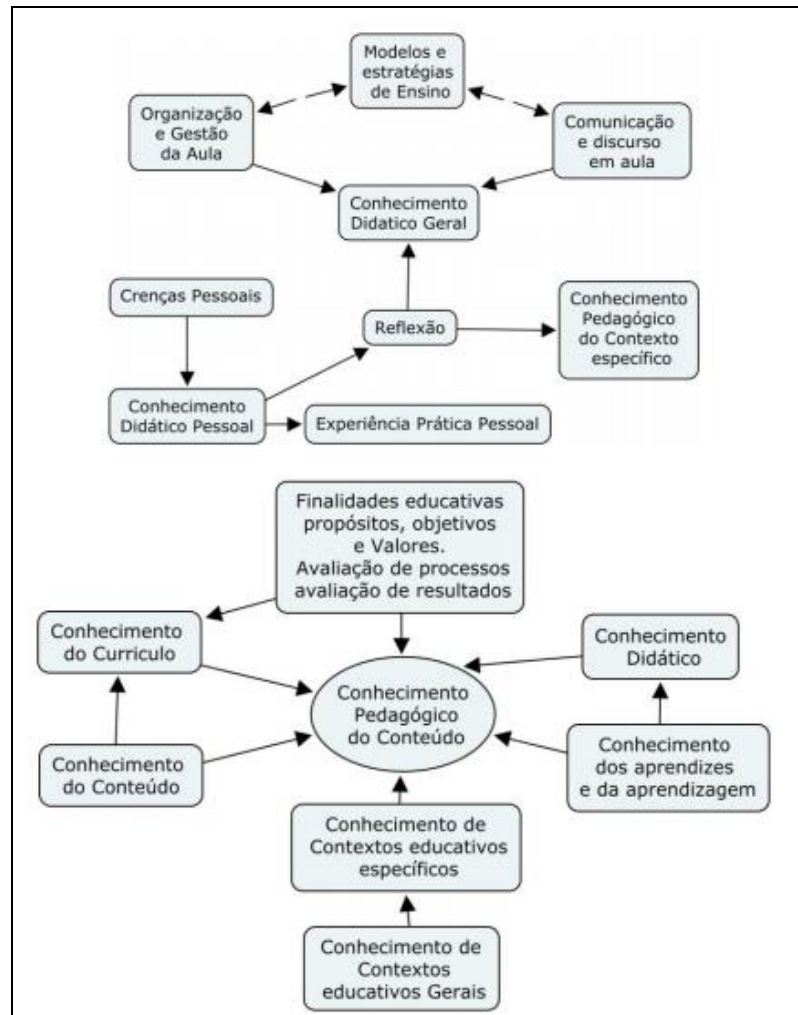 Modelos e
estratégias
de Ensino
Organização
e Gestão
da Aula
Comunicação
e discurso
em aula
Conhecimento
Didatico Geral
Crenças Pessoais
Reflexão
Conhecimento
Pedagógico
do Contexto
específico
Conhecimento
Didático Pessoal
Experiência Prática Pessoal
Finalidades educativas
propósitos, objetivos
e Valores.
Avaliação de processos
avaliação de resultados
Conhecimento
do Curriculo
Conhecimento
Didático
Conhecimento
Pedagógico
do Conteúdo
Conhecimento
do Conteúdo
Conhecimento
dos aprendizes
e da aprendizagem
Conhecimento de
Contextos educativos
específicos
Conhecimento de
Contextos
educativos Gerais